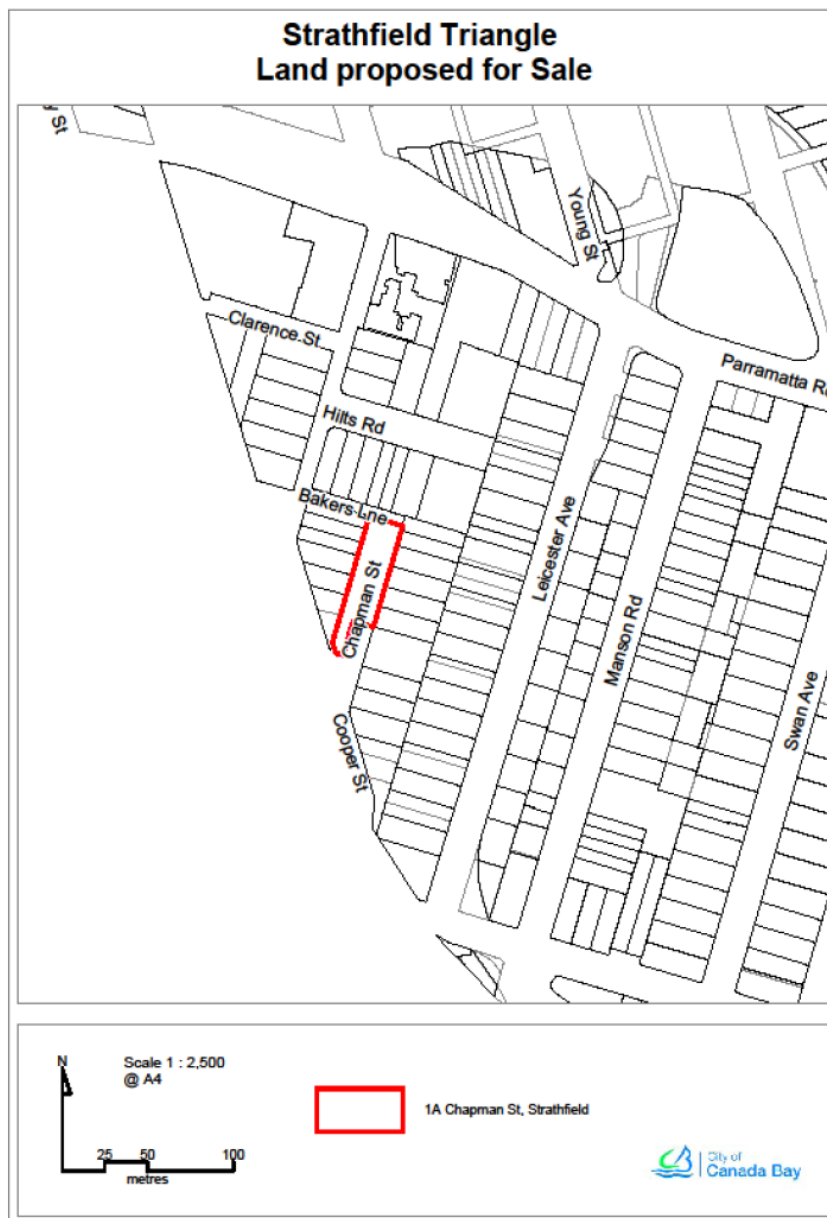 Strathfield Triangle
Land proposed for Sale
y St
Young St
Clarence St
Parramatta Rd
Hilts Rd
Bakers Lne
Leicester Ave
Chapman St
Manson Rd
Swan Ave
Cooper St
N
Scale 1 : 2,500
@ A4
25 50 100
metres
1A Chapman St, Strathfield
City of
Canada Bay